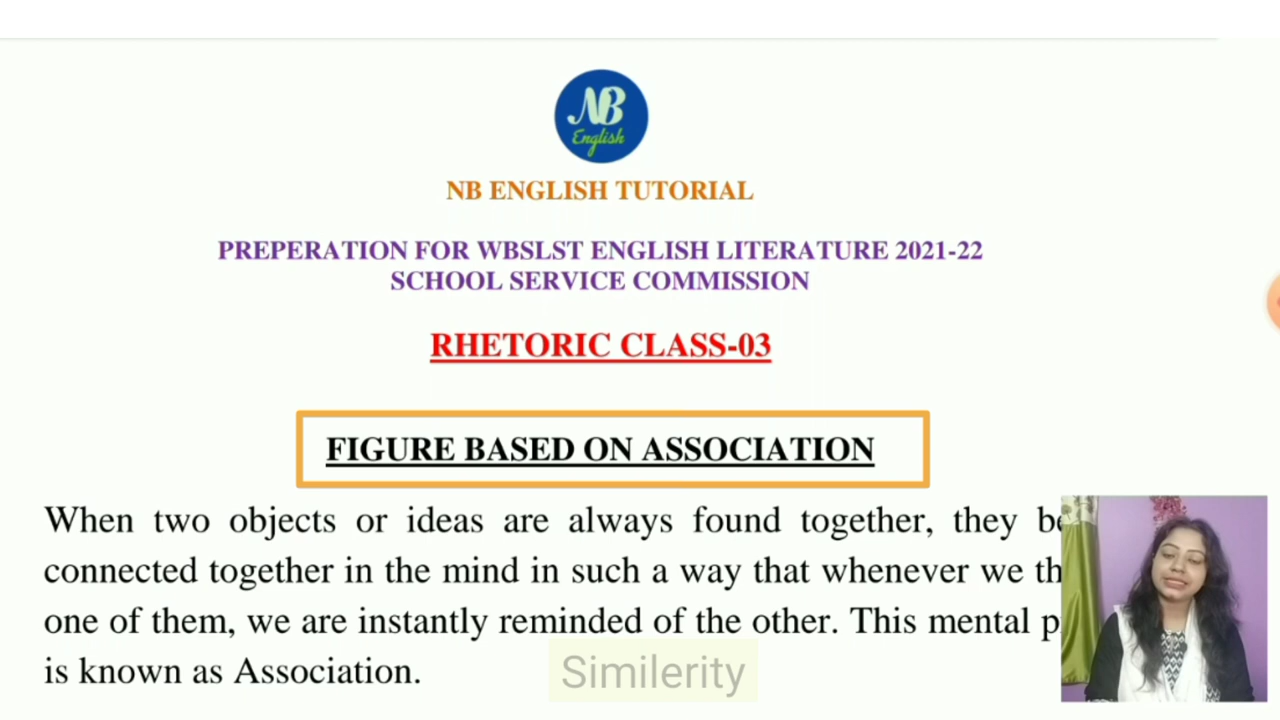 NB
English
NB ENGLISH TUTORIAL
PREPERATION FOR WBSLST ENGLISH LITERATURE 2021-22
SCHOOL SERVICE COMMISSION
RHETORIC CLASS-03
FIGURE BASED ON ASSOCIATION
When two objects or ideas are always found together, they
connected together in the mind in such a way that whenever we
one of them, we are instantly reminded of the other. This mental
is known as Association.
Similerity